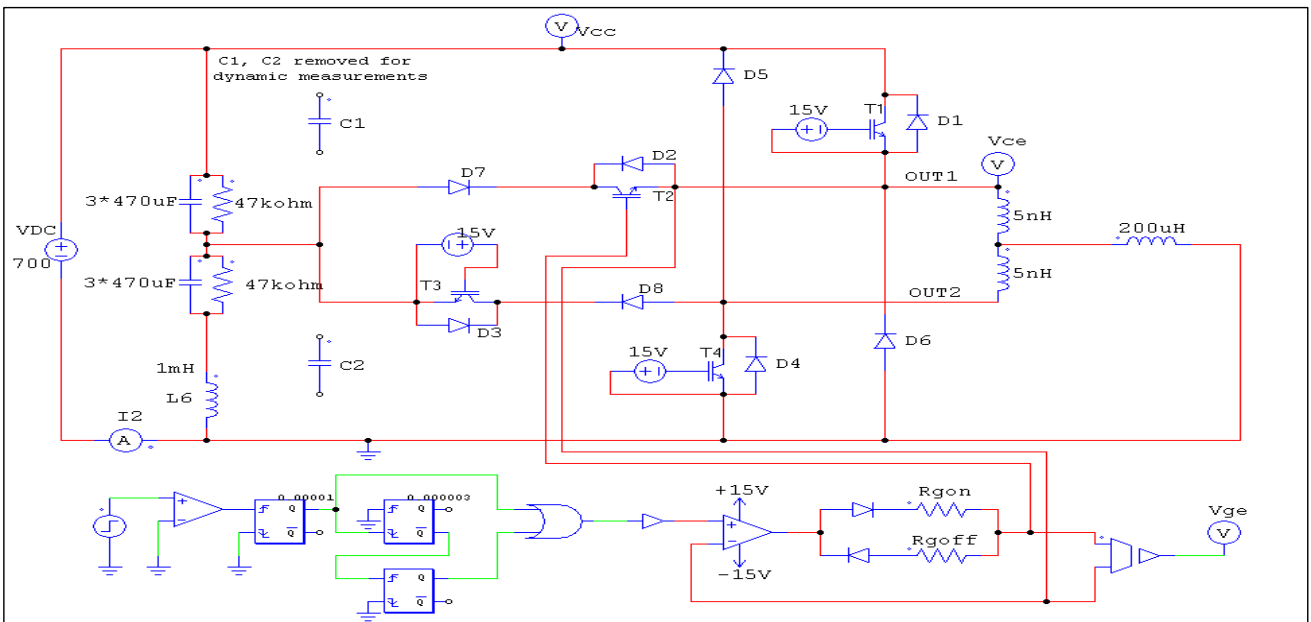 Vcc
C1, C2 removed for
dynamic measurements
D5
15V
T1
D1
C1
Vce
V
D2
D7
OUT1
T2
3*470uF
47kohm
5nH
15V
200uH
VDC
700
3*470uF
47kohm
T3
D8
5nH
OUT2
D3
D6
15V
T4
D4
C2
1mH
L6
I2
A
0.00001
0.000003
Q
Q
Q
Q
Q
Q
+15V
-15V
Rgon
Rgoff
Vge
V
V
V